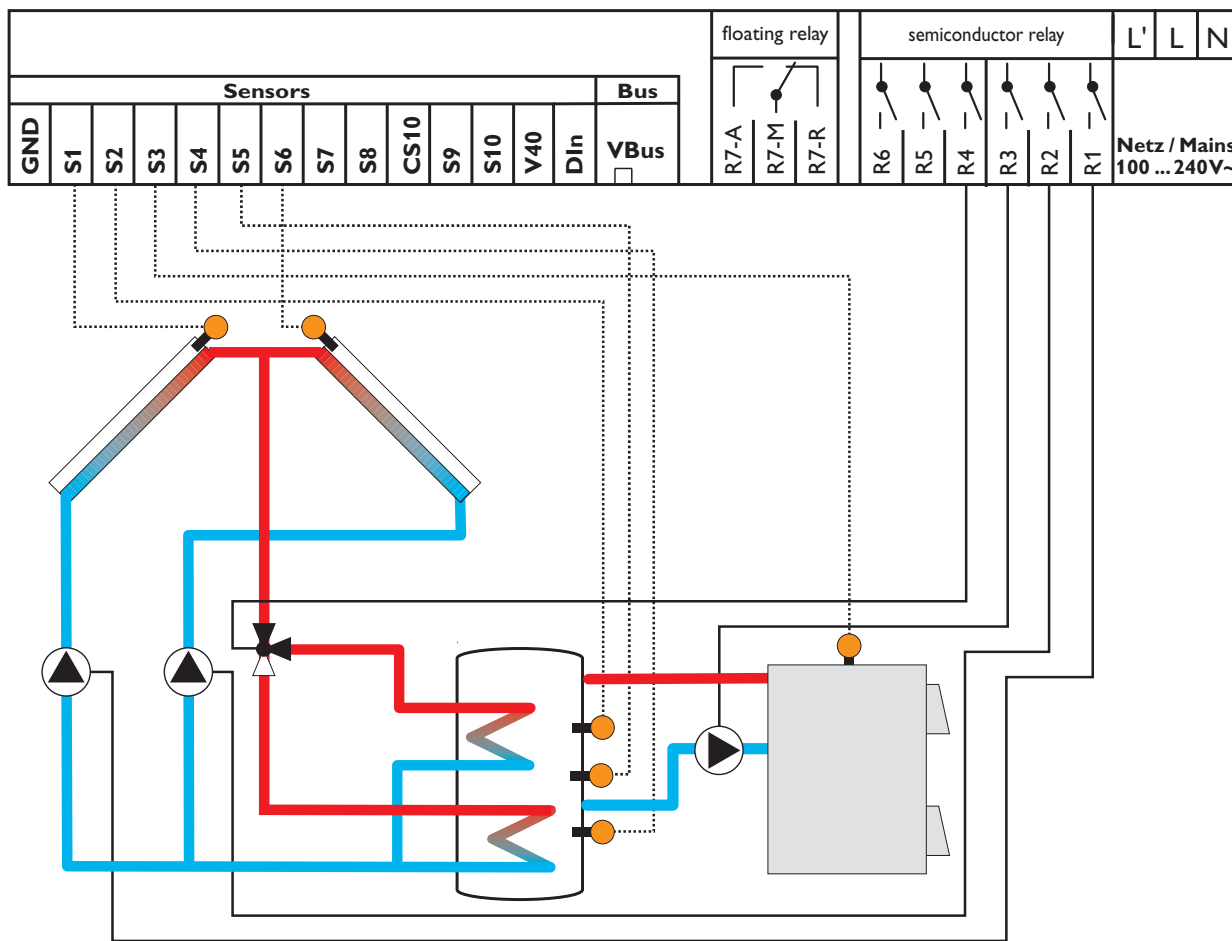 floating relay
semiconductor relay
L' L N
Sensors
Bus
GND S1 S2 S3 S4 S5 S6 S7 S8 CS10 S9 S10 V40 DIn
VBus
R7-A R7-M R7-R
R6 R5 R4 R3 R2 R1
Netz / Mains
100 ... 240V~